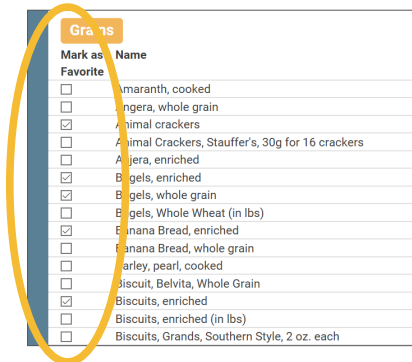 Grains
Mark as Name
Favorite
Amaranth, cooked
Angera, whole grain
Animal crackers
Animal Crackers, Stauffer's, 30g for 16 crackers
Anjera, enriched
Bagels, enriched
Bagels, whole grain
Bagels, Whole Wheat (in lbs)
Banana Bread, enriched
Banana Bread, whole grain
Barley, pearl, cooked
Biscuit, Belvita, Whole Grain
Biscuits, enriched
Biscuits, enriched (in lbs)
Biscuits, Grands, Southern Style, 2 oz. each